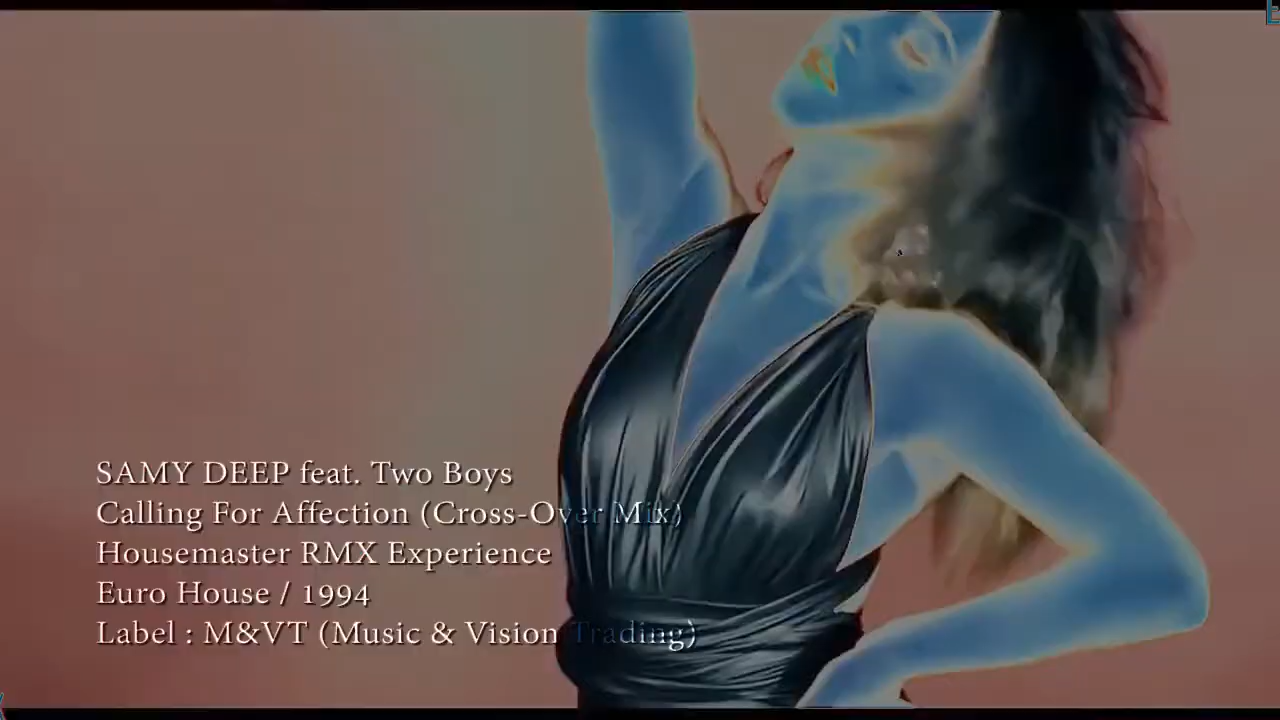 SAMY DEEP feat. Two Boys
Calling For Affection (Cross-Over Mix)
Housemaster RMX Experience
Euro House / 1994
Label : M&VT (Music & Vision Trading)